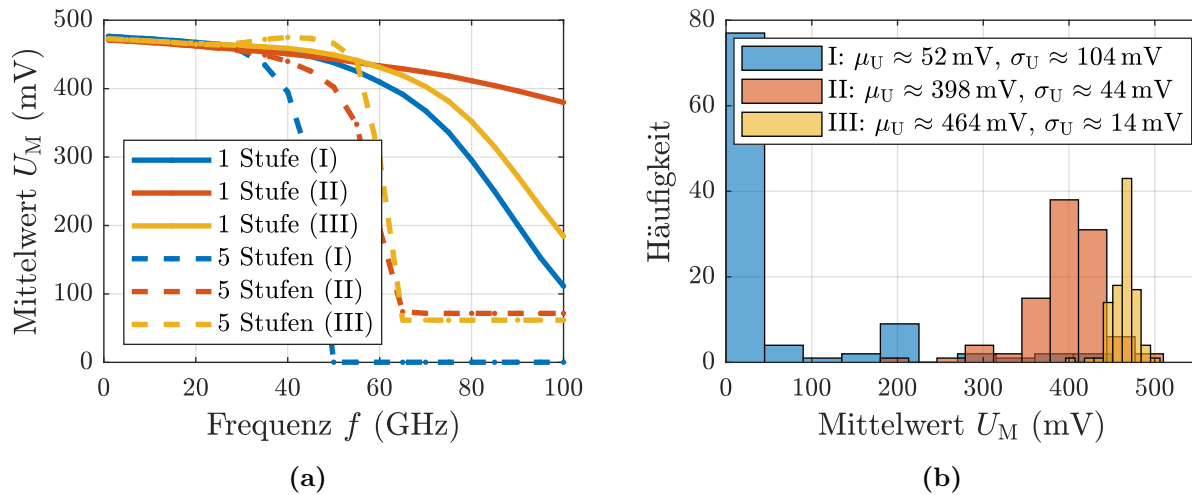 500
400
300
200
100
0
0 20 40 60 80 100
Mittelwert U_M (mV)
Frequenz f (GHz)
1 Stufe (I)
1 Stufe (II)
1 Stufe (III)
5 Stufen (I)
5 Stufen (II)
5 Stufen (III)
(a)
80
60
40
20
0
0 100 200 300 400 500
Häufigkeit
Mittelwert U_M (mV)
I: μ_U ≈ 52 mV, σ_U ≈ 104 mV
II: μ_U ≈ 398 mV, σ_U ≈ 44 mV
III: μ_U ≈ 464 mV, σ_U ≈ 14 mV
(b)